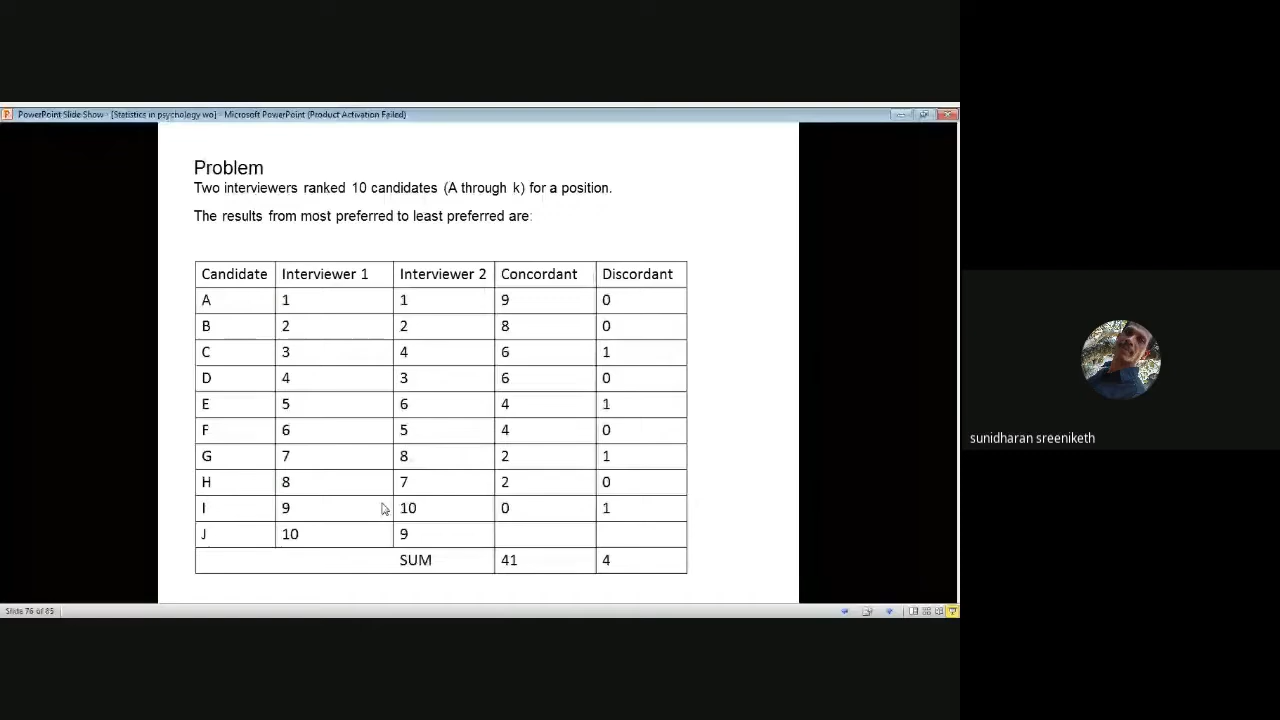 PowerPoint Slide Show - [Statistics in psychology wo] - Microsoft PowerPoint (Product Activation Failed)
Problem
Two interviewers ranked 10 candidates (A through k) for a position.
The results from most preferred to least preferred are:
Candidate Interviewer 1 Interviewer 2 Concordant Discordant
A 1 1 9 0
B 2 2 8 0
C 3 4 6 1
D 4 3 6 0
E 5 6 4 1
F 6 5 4 0
G 7 8 2 1
H 8 7 2 0
I 9 10 0 1
J 10 9
SUM 41 4
sunidharan sreeniketh
Slide 76 of 85